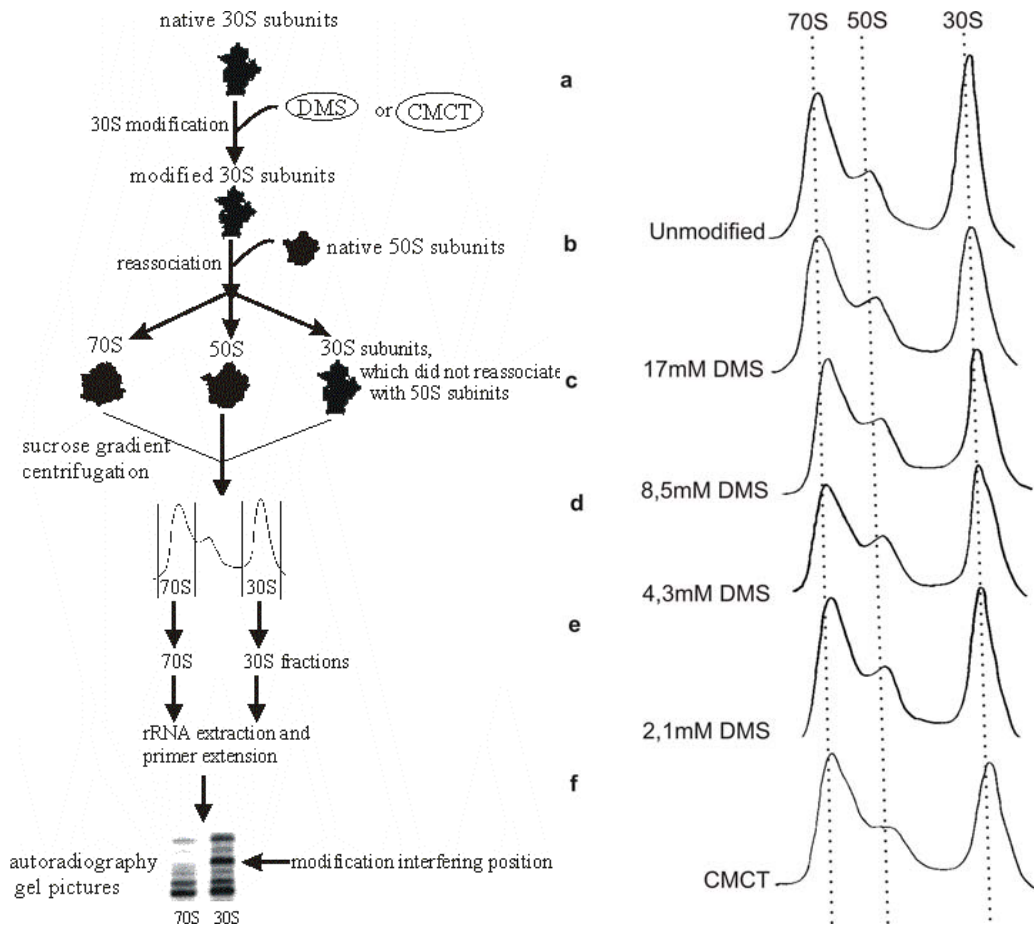 native 30S subunits
DMS or CMCT
30S modification
modified 30S subunits
native 50S subunits
reassociation
70S 50S 30S subunits,
which did not reassociate
with 50S subinits
sucrose gradient
centrifugation
70S 30S
70S 30S fractions
rRNA extraction and
primer extension
autoradiography
gel pictures
modification interfering position
70S 30S
70S 50S 30S
a
Unmodified
b
17mM DMS
c
8,5mM DMS
d
4,3mM DMS
e
2,1mM DMS
f
CMCT